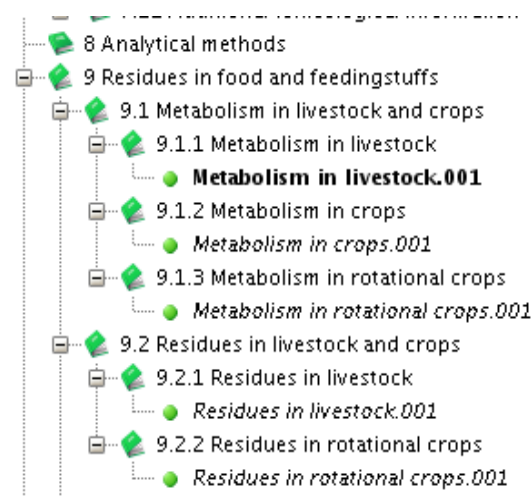 8 Analytical methods
9 Residues in food and feedingstuffs
9.1 Metabolism in livestock and crops
9.1.1 Metabolism in livestock
Metabolism in livestock.001
9.1.2 Metabolism in crops
Metabolism in crops.001
9.1.3 Metabolism in rotational crops
Metabolism in rotational crops.001
9.2 Residues in livestock and crops
9.2.1 Residues in livestock
Residues in livestock.001
9.2.2 Residues in rotational crops
Residues in rotational crops.001